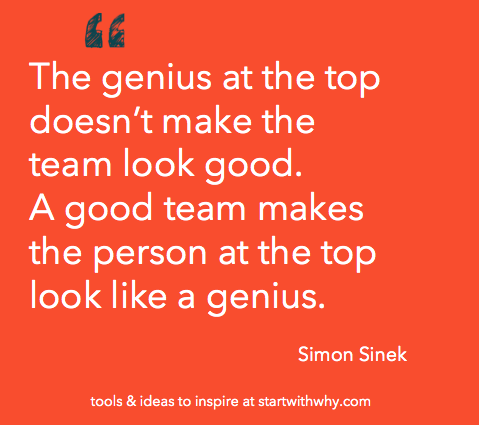 “
The genius at the top
doesn’t make the
team look good.
A good team makes
the person at the top
look like a genius.
Simon Sinek
tools & ideas to inspire at startwithwhy.com